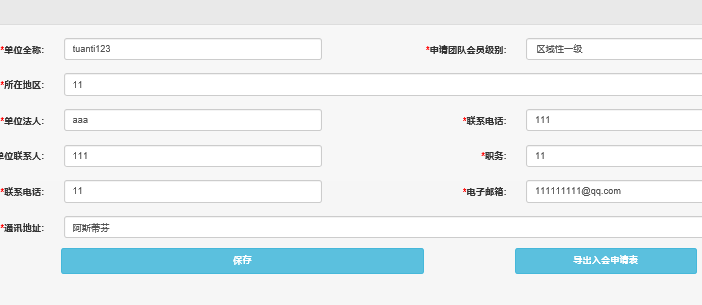 *单位全称: tuanti123 *申请团队会员级别: 区域性一级
*所在地区: 11
*单位法人: aaa *联系电话: 111
单位联系人: 111 *职务: 11
*联系电话: 11 *电子邮箱: 111111111@qq.com
*通讯地址: 阿斯蒂芬
保存 导出入会申请表